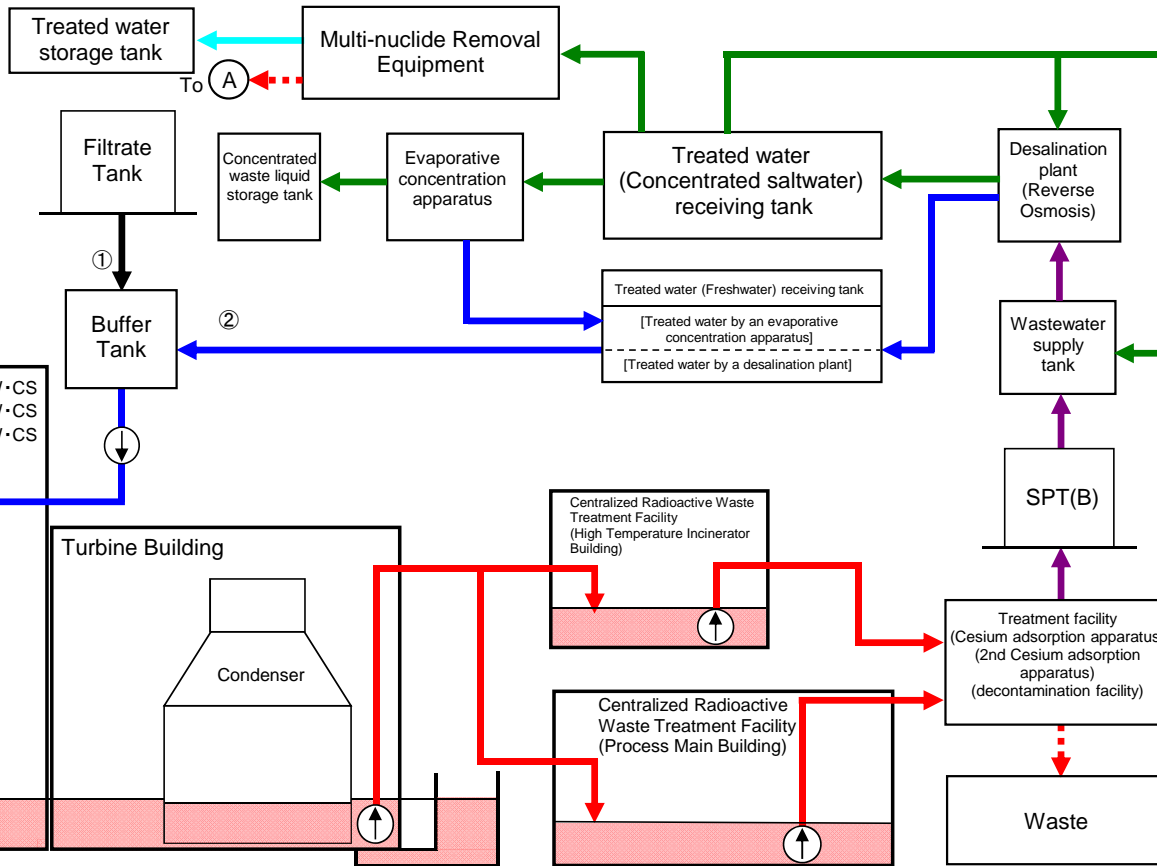 Treated water
storage tank
Multi-nuclide Removal
Equipment
To
A
Filtrate
Tank
Concentrated
waste liquid
storage tank
Evaporative
concentration
apparatus
Treated water
(Concentrated saltwater)
receiving tank
Desalination
plant
(Reverse
Osmosis)
①
Buffer
Tank
②
Treated water (Freshwater) receiving tank
[Treated water by an evaporative
concentration apparatus]
[Treated water by a desalination plant]
Wastewater
supply
tank
・CS
・CS
・CS
SPT(B)
Turbine Building
Condenser
Centralized Radioactive Waste
Treatment Facility
(High Temperature Incinerator
Building)
Centralized Radioactive
Waste Treatment Facility
(Process Main Building)
Treatment facility
(Cesium adsorption apparatus
(2nd Cesium adsorption
apparatus)
(decontamination facility)
Waste